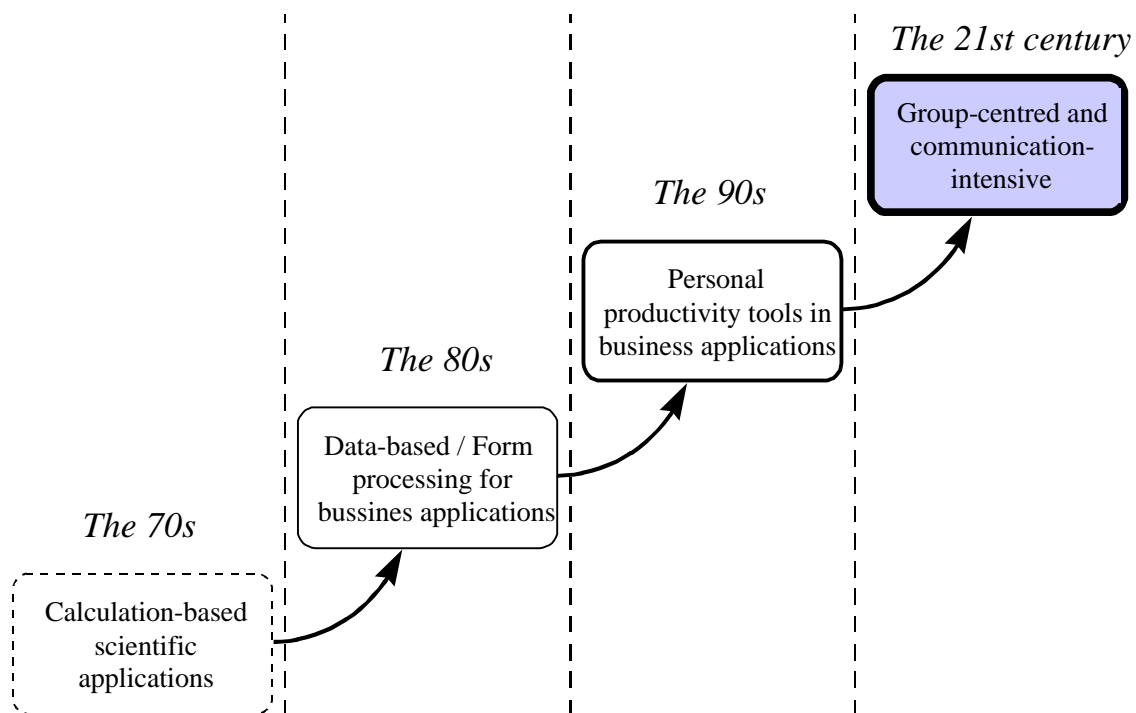 The 70s
Calculation-based
scientific
applications
The 80s
Data-based / Form
processing for
bussines applications
The 90s
Personal
productivity tools in
business applications
The 21st century
Group-centred and
communication-
intensive